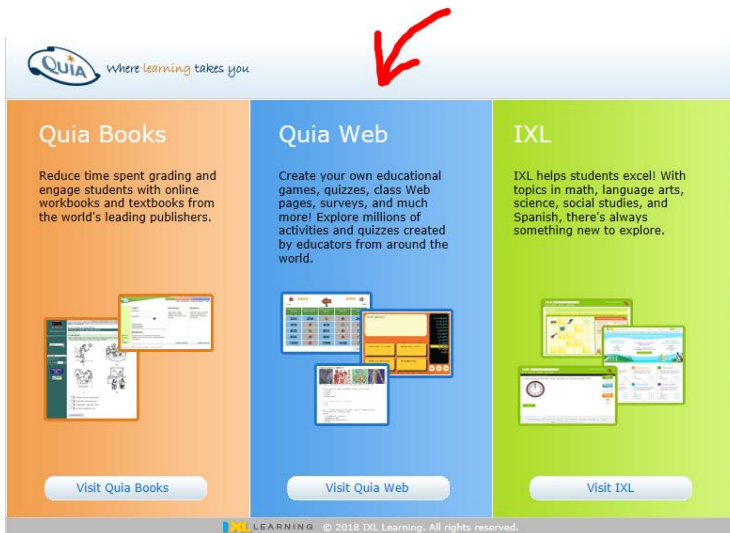 QUIA
Where learning takes you
Quia Books
Reduce time spent grading and
engage students with online
workbooks and textbooks from
the world's leading publishers.
Visit Quia Books
Quia Web
Create your own educational
games, quizzes, class Web
pages, surveys, and much
more! Explore millions of
activities and quizzes created
by educators from around the
world.
Visit Quia Web
IXL
IXL helps students excel! With
topics in math, language arts,
science, social studies, and
Spanish, there's always
something new to explore.
Visit IXL
IXL LEARNING © 2018 IXL Learning. All rights reserved.